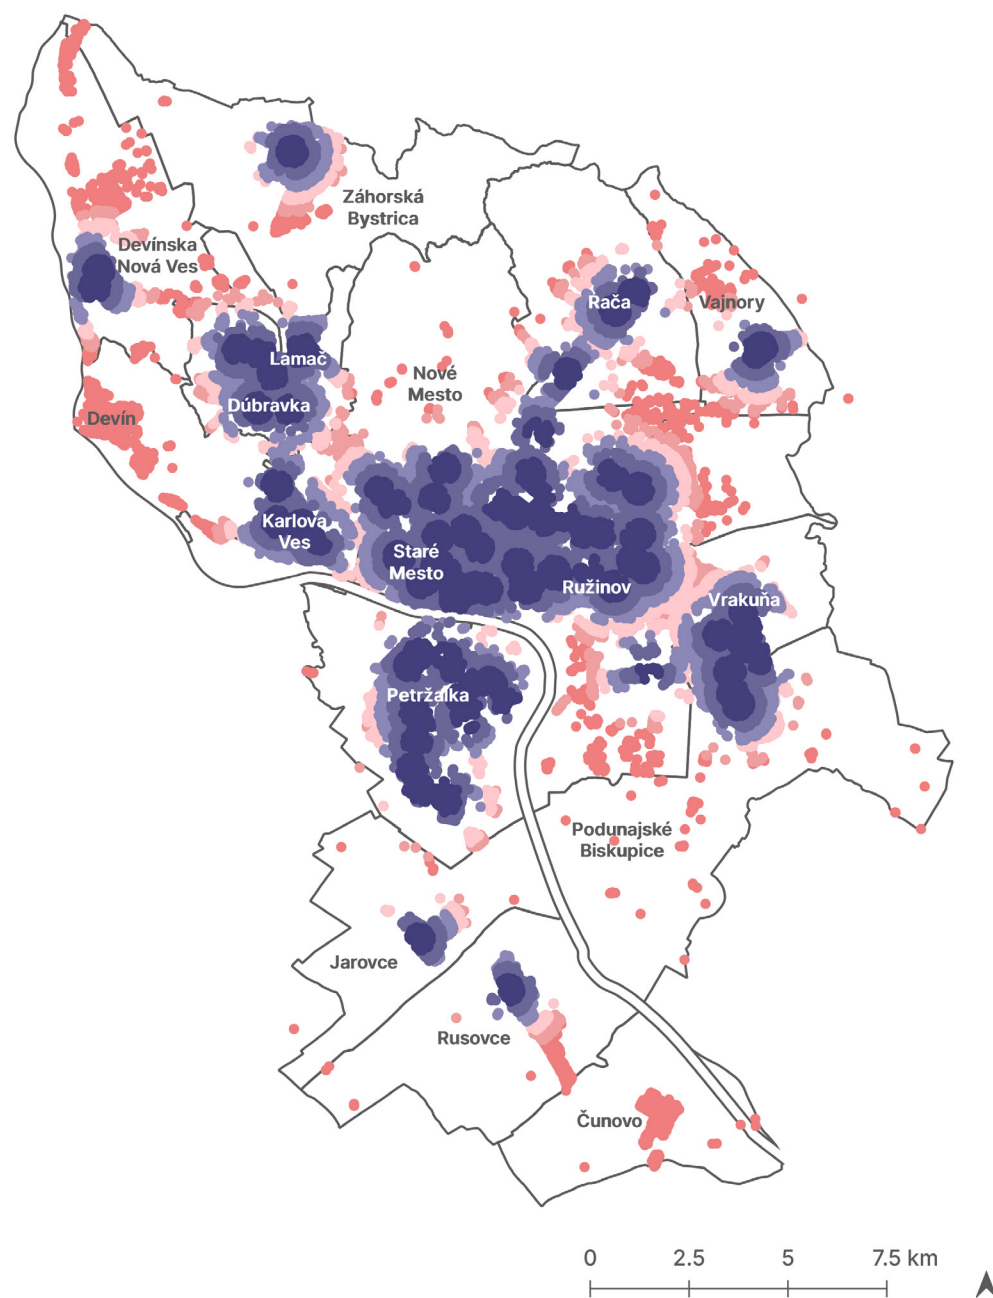 Záhorská
Bystrica
Devínska
Nová Ves
Rača
Vajnory
Lamač
Nové
Mesto
Dúbravka
Devín
Karlova
Ves
Staré
Mesto
Ružinov
Vrakuňa
Petržalka
Podunajské
Biskupice
Jarovce
Rusovce
Čunovo
0 2.5 5 7.5 km